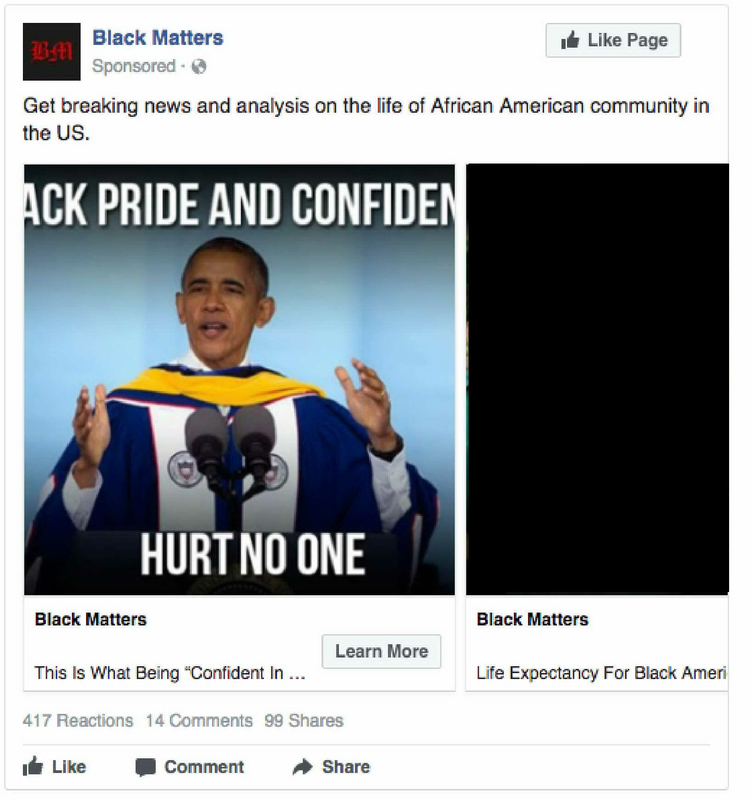 BM
Black Matters
Sponsored ·
Like Page
Get breaking news and analysis on the life of African American community in
the US.
ACK PRIDE AND CONFIDEN
HURT NO ONE
Black Matters
Learn More
This Is What Being “Confident In ...
Black Matters
Life Expectancy For Black Ameri
417 Reactions 14 Comments 99 Shares
Like Comment Share